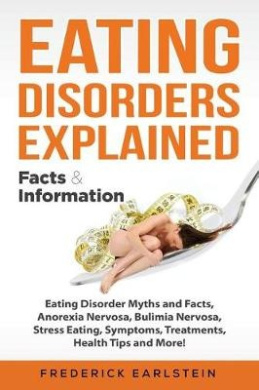 EATING
DISORDERS
EXPLAINED
Facts &
Information
Eating Disorder Myths and Facts,
Anorexia Nervosa, Bulimia Nervosa,
Stress Eating, Symptoms, Treatments,
Health Tips and More!
FREDERICK EARLSTEIN